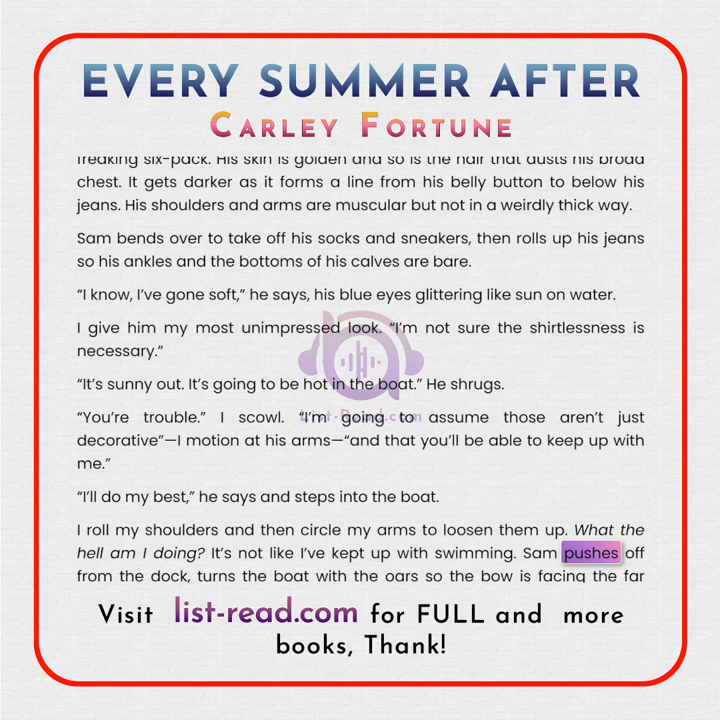 EVERY SUMMER AFTER
CARLEY FORTUNE
freaking six-pack. His skin is golden and so is the hair that dusts his broad
chest. It gets darker as it forms a line from his belly button to below his
jeans. His shoulders and arms are muscular but not in a weirdly thick way.
Sam bends over to take off his socks and sneakers, then rolls up his jeans
so his ankles and the bottoms of his calves are bare.
“I know, I’ve gone soft,” he says, his blue eyes glittering like sun on water.
I give him my most unimpressed look. “I’m not sure the shirtlessness is
necessary.”
“It’s sunny out. It’s going to be hot in the boat.” He shrugs.
“You’re trouble.” I scowl. “I’m going to assume those aren’t just
List-Read.com
decorative”—I motion at his arms—“and that you’ll be able to keep up with
me.”
“I’ll do my best,” he says and steps into the boat.
I roll my shoulders and then circle my arms to loosen them up. What the
hell am I doing? It’s not like I’ve kept up with swimming. Sam pushes off
from the dock, turns the boat with the oars so the bow is facing the far
Visit list-read.com for FULL and more
books, Thank!